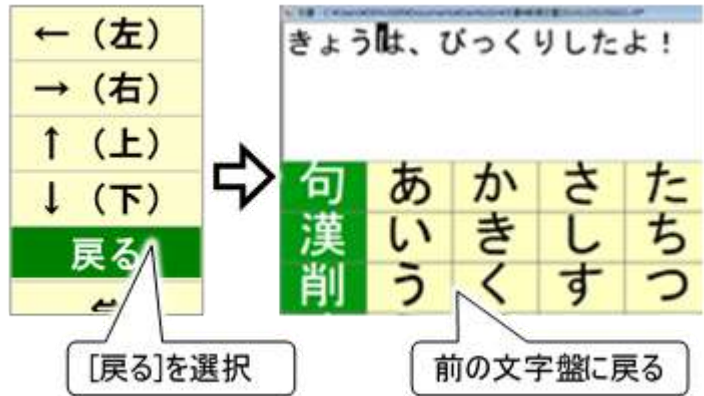 ← (左)
→ (右)
↑ (上)
↓ (下)
戻る
[戻る]を選択
きょうは、びっくりしたよ！
句 あ か さ た
漢 い き し ち
削 う く す つ
前の文字盤に戻る